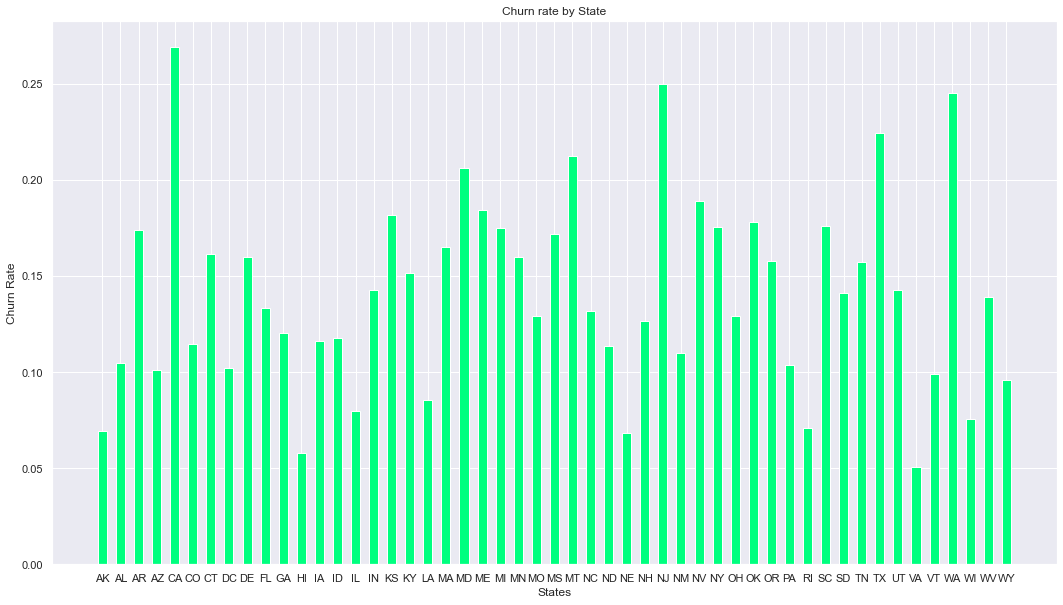 Churn rate by State
Churn Rate
0.25
0.20
0.15
0.10
0.05
0.00
AK AL AR AZ CA CO CT DC DE FL GA HI IA ID IL IN KS KY LA MA MD ME MI MN MO MS MT NC ND NE NH NJ NM NV NY OH OK OR PA RI SC SD TN TX UT VA VT WA WI WV WY
States